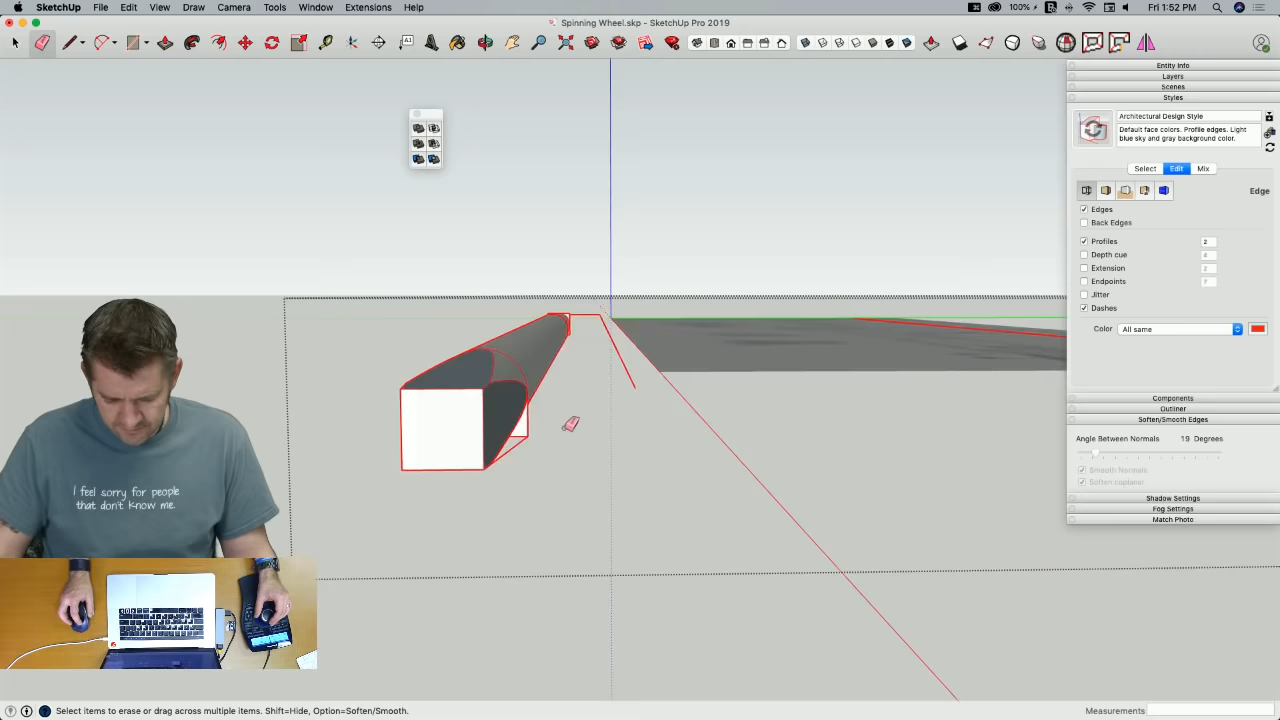 SketchUp File Edit View Draw Camera Tools Window Extensions Help
100% Fri 1:52 PM
Spinning Wheel.skp - SketchUp Pro 2019
Entity Info
Layers
Scenes
Styles
Architectural Design Style
Default face colors. Profile edges. Light
blue sky and gray background color.
Select Edit Mix
Edge
Edges
Back Edges
Profiles 2
Depth cue 4
Extension 2
Endpoints 7
Jitter
Dashes
Color All same
Components
Outliner
Soften/Smooth Edges
Angle Between Normals 19 Degrees
Smooth Normals
Soften coplanar
Shadow Settings
Fog Settings
Match Photo
I feel sorry for people
that don't know me.
Select items to erase or drag across multiple items. Shift=Hide, Option=Soften/Smooth.
Measurements